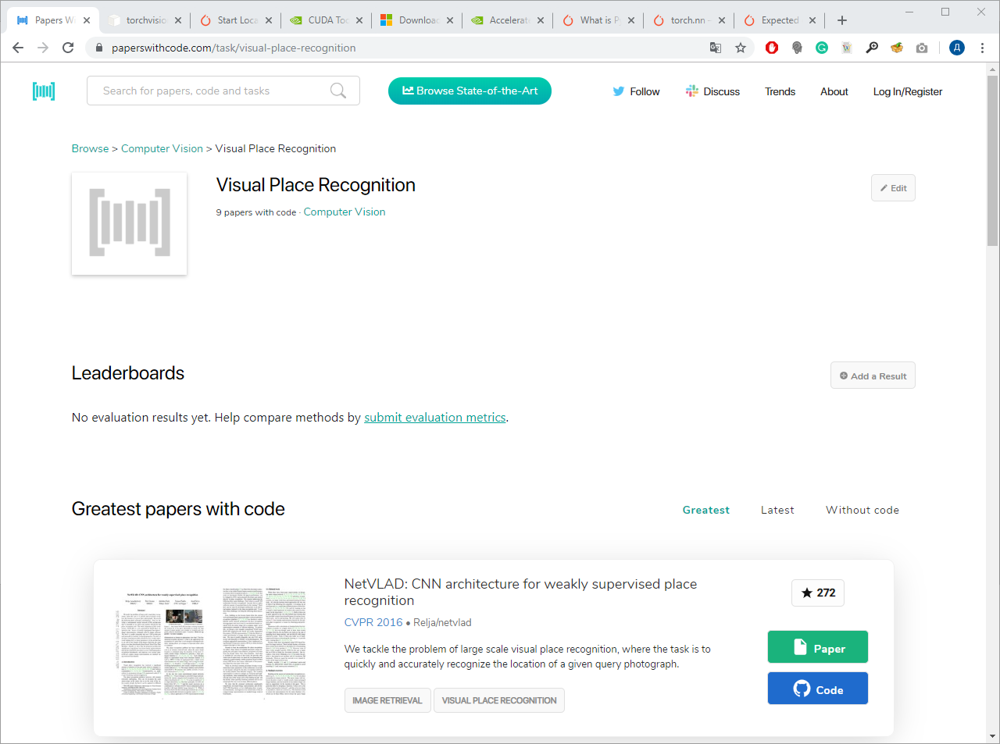 Papers Wi
torchvisio
Start Loca
CUDA Too
Download
Accelerate
What is Py
torch.nn –
Expected
paperswithcode.com/task/visual-place-recognition
Д
Search for papers, code and tasks
Browse State-of-the-Art
Follow
Discuss
Trends
About
Log In/Register
Browse > Computer Vision > Visual Place Recognition
Visual Place Recognition
Edit
9 papers with code · Computer Vision
Leaderboards
Add a Result
No evaluation results yet. Help compare methods by submit evaluation metrics.
Greatest papers with code
Greatest
Latest
Without code
NetVLAD: CNN architecture for weakly supervised place
recognition
272
CVPR 2016 • Relja/netvlad
We tackle the problem of large scale visual place recognition, where the task is to
quickly and accurately recognize the location of a given query photograph.
Paper
Code
IMAGE RETRIEVAL
VISUAL PLACE RECOGNITION